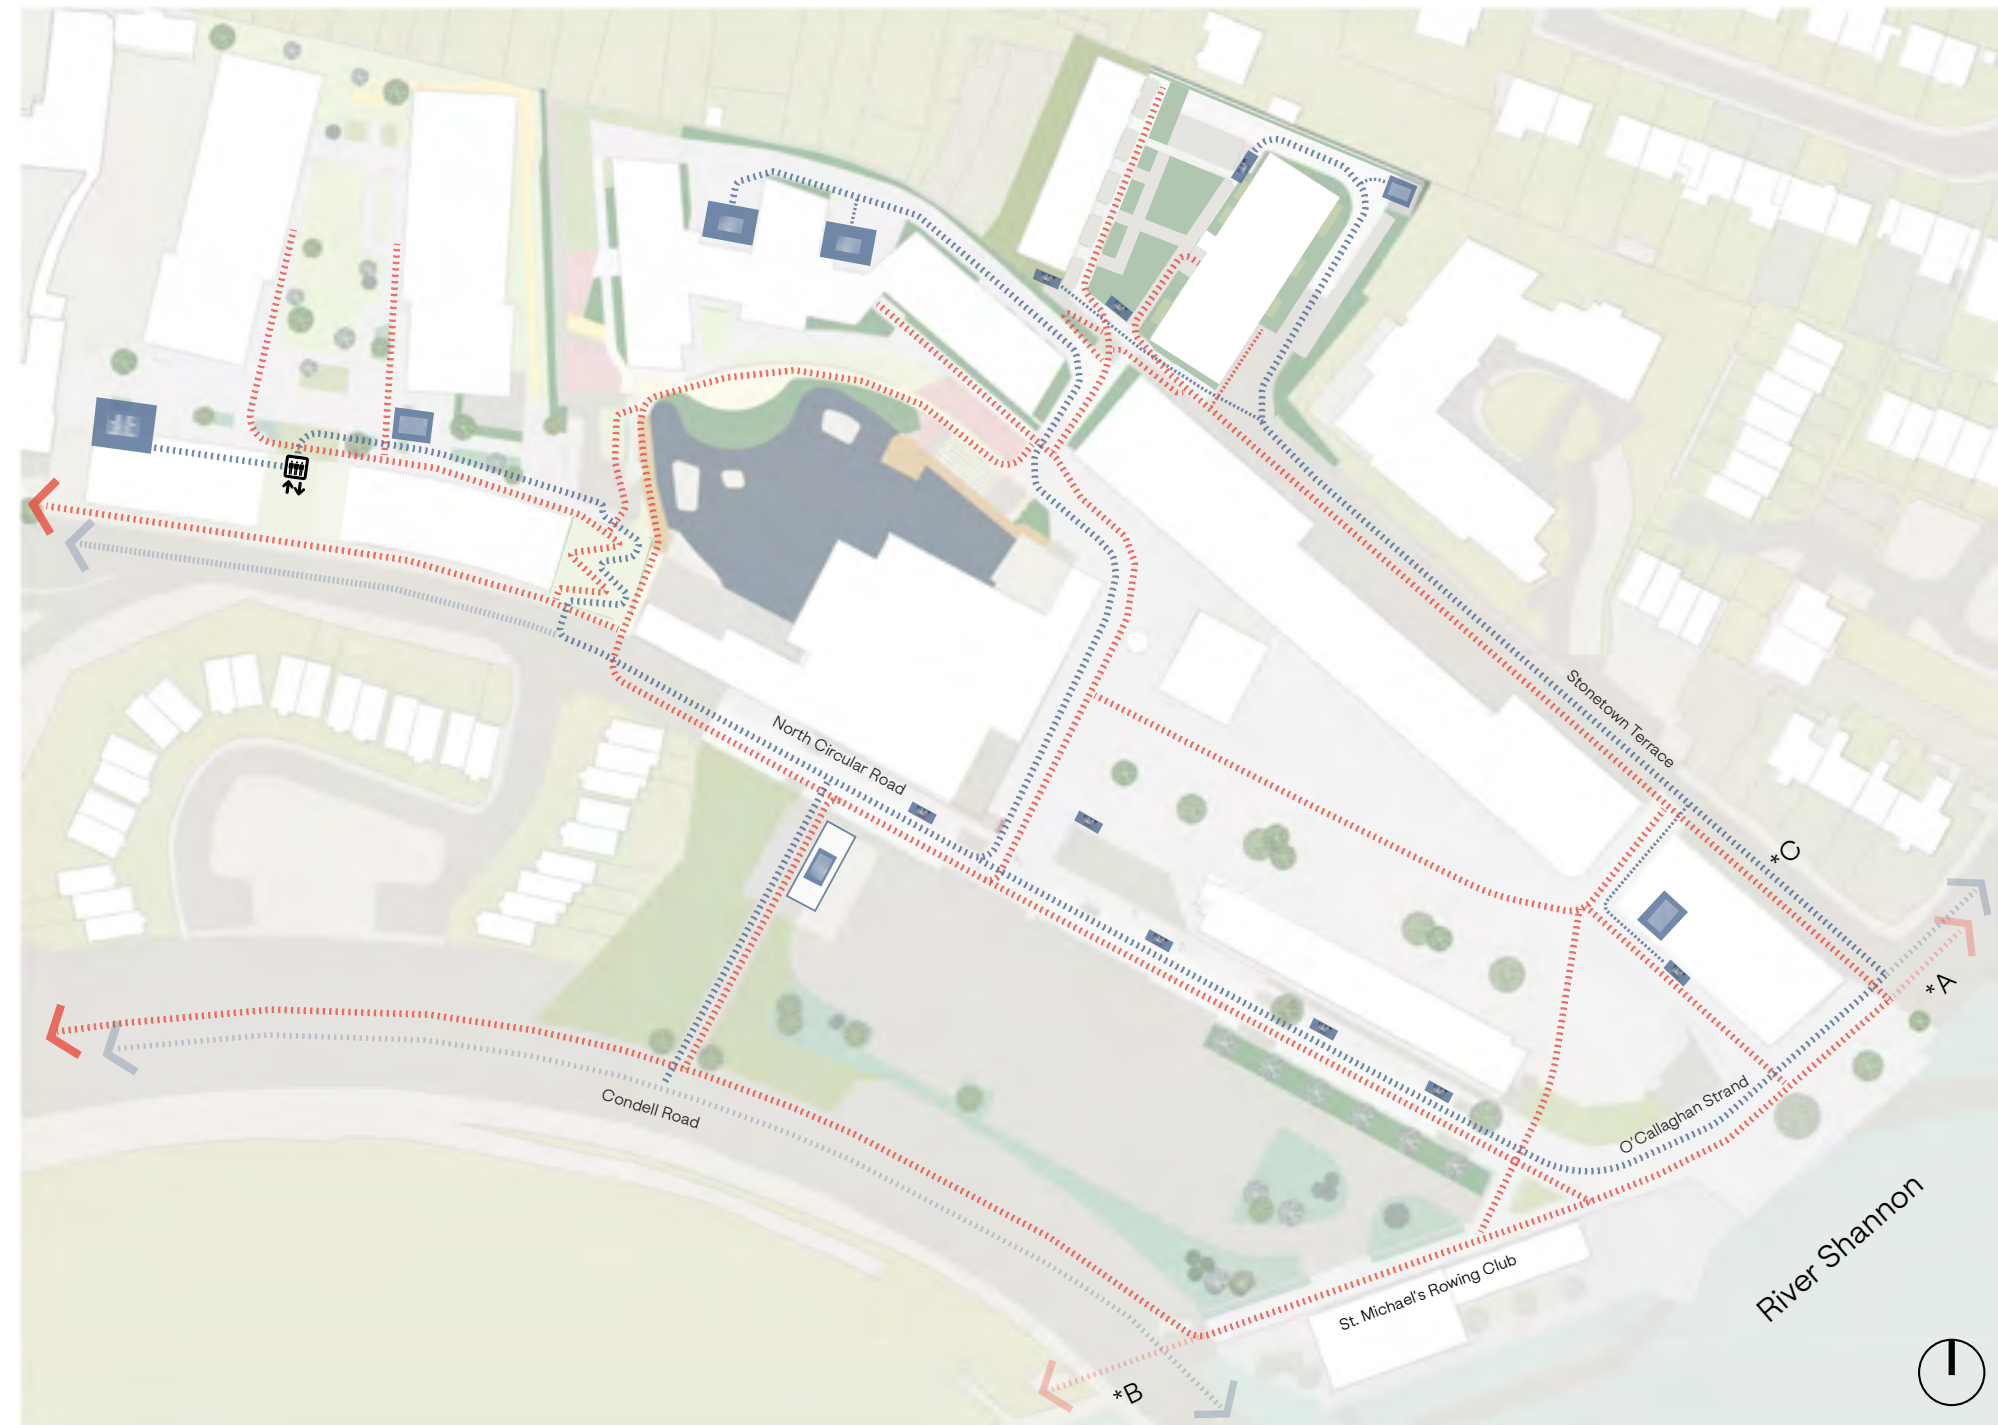 Stonetown Terrace
North Circular Road
*C
*A
O'Callaghan Strand
Condell Road
River Shannon
St. Michael's Rowing Club
*B